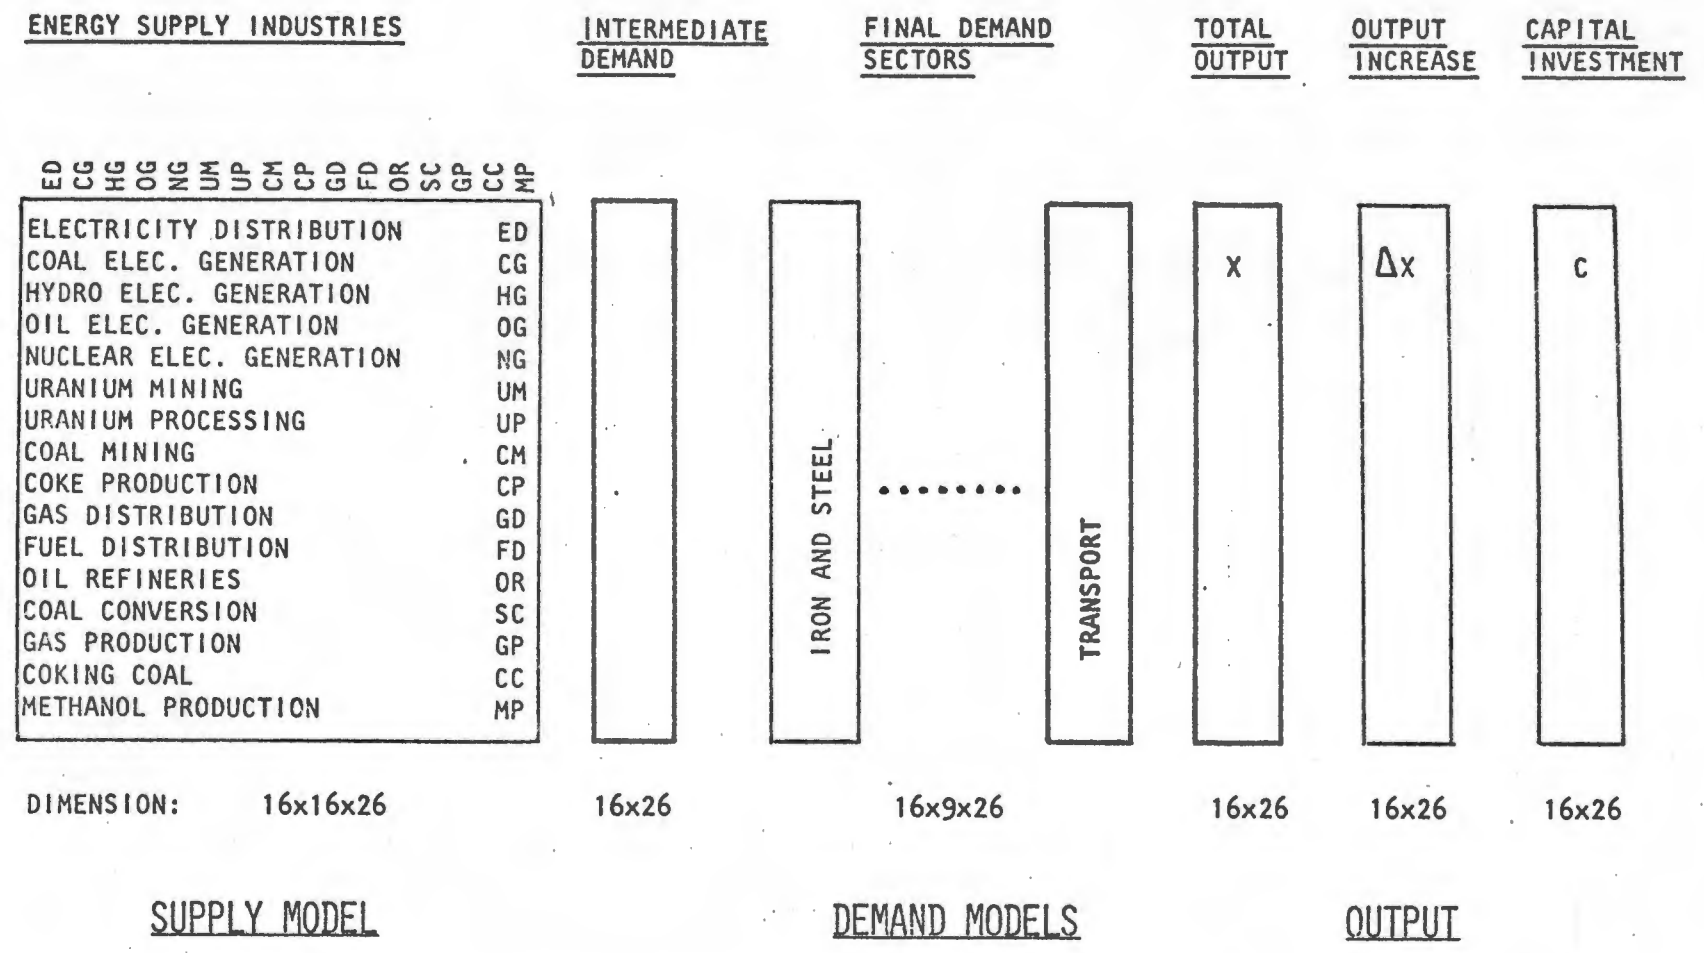 ENERGY SUPPLY INDUSTRIES
INTERMEDIATE
DEMAND
FINAL DEMAND
SECTORS
TOTAL
OUTPUT
OUTPUT
INCREASE
CAPITAL
INVESTMENT
ED CG HG OG NG UM UP CM CP GD FD OR SC GP CC MP
ELECTRICITY DISTRIBUTION ED
COAL ELEC. GENERATION CG
HYDRO ELEC. GENERATION HG
OIL ELEC. GENERATION OG
NUCLEAR ELEC. GENERATION NG
URANIUM MINING UM
URANIUM PROCESSING UP
COAL MINING CM
COKE PRODUCTION CP
GAS DISTRIBUTION GD
FUEL DISTRIBUTION FD
OIL REFINERIES OR
COAL CONVERSION SC
GAS PRODUCTION GP
COKING COAL CC
METHANOL PRODUCTION MP
IRON AND STEEL
........
TRANSPORT
x
Δx
c
DIMENSION: 16x16x26 16x26 16x9x26 16x26 16x26 16x26
SUPPLY MODEL
DEMAND MODELS
OUTPUT